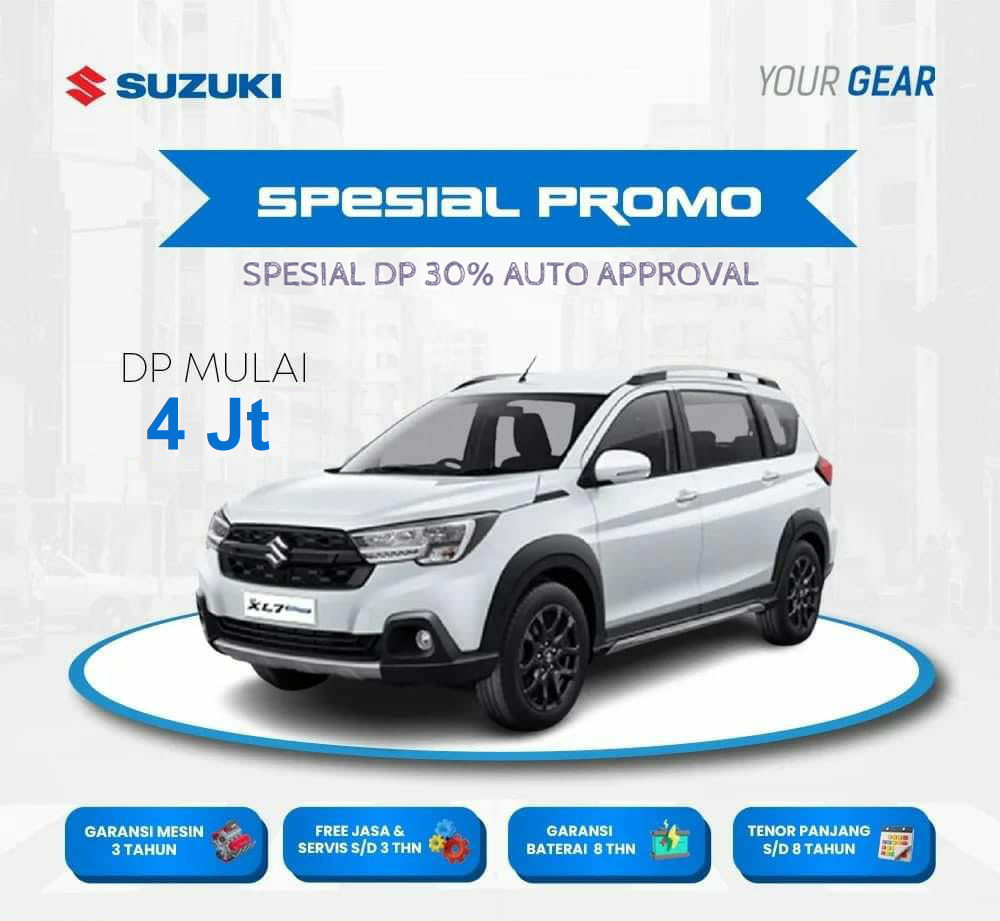 SUZUKI
YOUR GEAR
SPESIAL PROMO
SPESIAL DP 30% AUTO APPROVAL
DP MULAI
4 Jt
XL7
GARANSI MESIN
3 TAHUN
FREE JASA &
SERVIS S/D 3 THN
GARANSI
BATERAI 8 THN
TENOR PANJANG
S/D 8 TAHUN